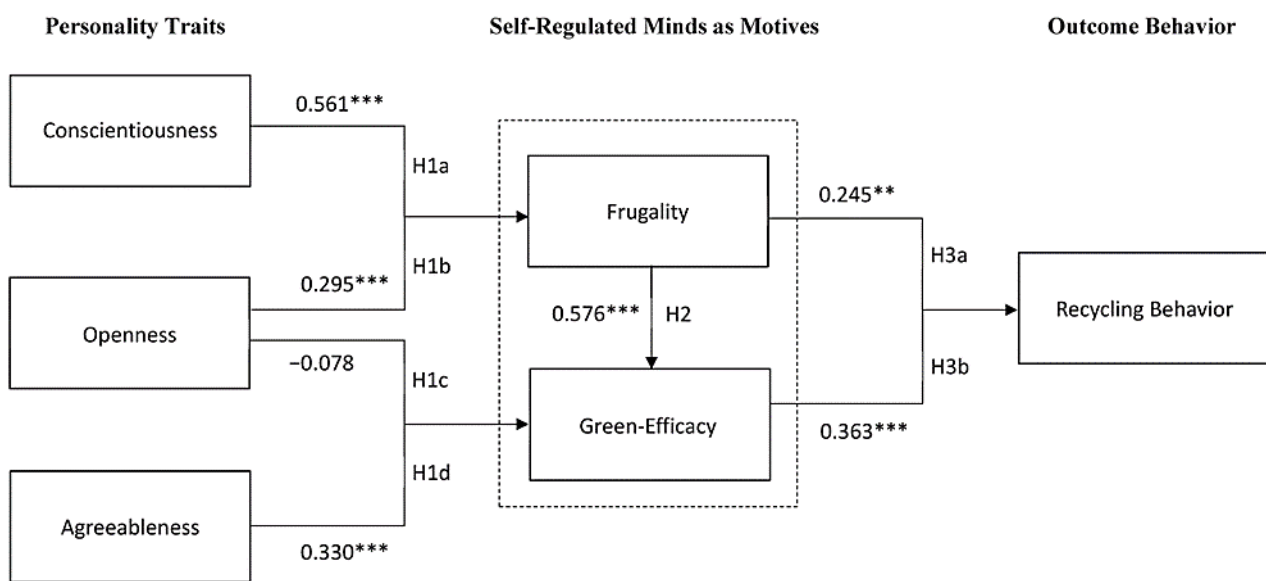 Personality Traits
Self-Regulated Minds as Motives
Outcome Behavior
Conscientiousness
0.561***
H1a
Frugality
0.245**
H3a
Openness
0.295***
H1b
−0.078
H1c
0.576***
H2
Recycling Behavior
Green-Efficacy
H3b
0.363***
H1d
Agreeableness
0.330***